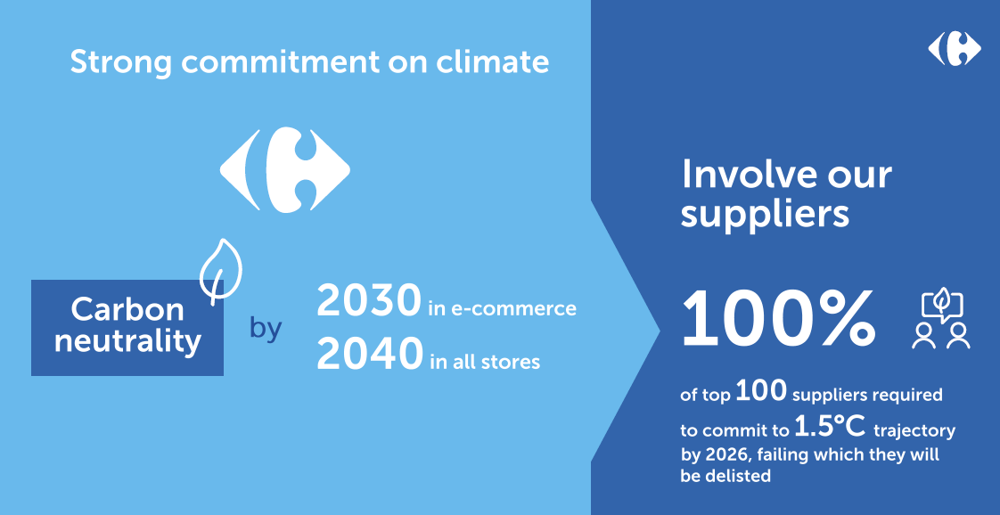 Strong commitment on climate
Carbon
neutrality
by
2030 in e-commerce
2040 in all stores
Involve our
suppliers
100%
of top 100 suppliers required
to commit to 1.5°C trajectory
by 2026, failing which they will
be delisted